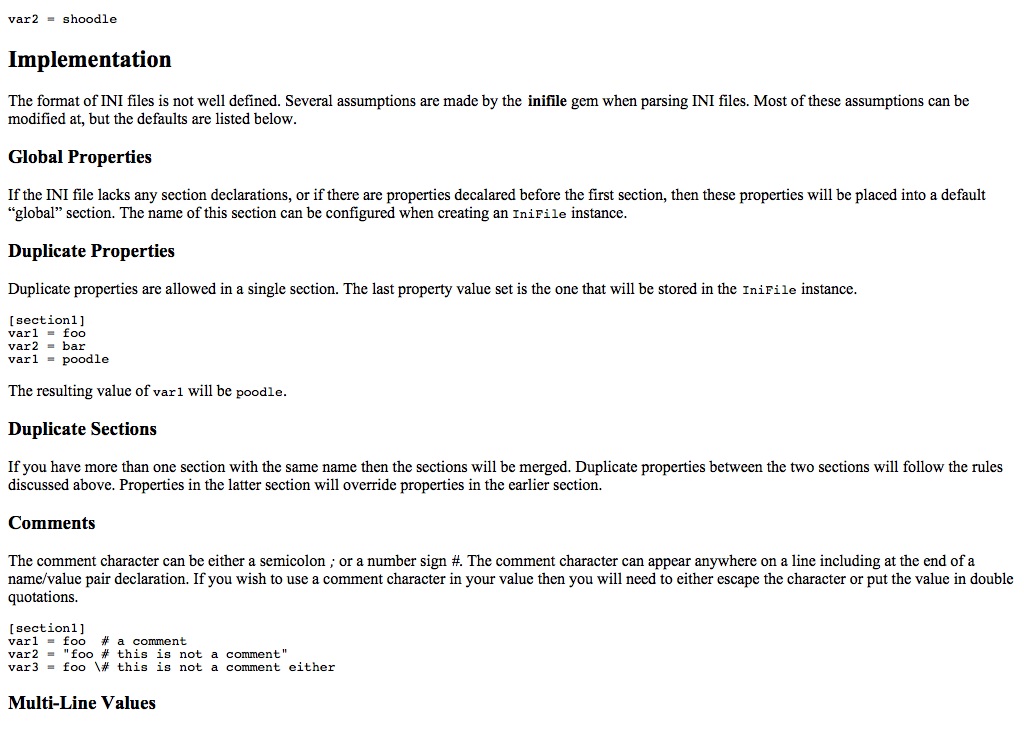 var2 = shoodle
Implementation
The format of INI files is not well defined. Several assumptions are made by the inifile gem when parsing INI files. Most of these assumptions can be
modified at, but the defaults are listed below.
Global Properties
If the INI file lacks any section declarations, or if there are properties decalared before the first section, then these properties will be placed into a default
“global” section. The name of this section can be configured when creating an IniFile instance.
Duplicate Properties
Duplicate properties are allowed in a single section. The last property value set is the one that will be stored in the IniFile instance.
[section1]
var1 = foo
var2 = bar
var1 = poodle
The resulting value of var1 will be poodle.
Duplicate Sections
If you have more than one section with the same name then the sections will be merged. Duplicate properties between the two sections will follow the rules
discussed above. Properties in the latter section will override properties in the earlier section.
Comments
The comment character can be either a semicolon ; or a number sign #. The comment character can appear anywhere on a line including at the end of a
name/value pair declaration. If you wish to use a comment character in your value then you will need to either escape the character or put the value in double
quotations.
[section1]
var1 = foo  # a comment
var2 = "foo # this is not a comment"
var3 = foo \# this is not a comment either
Multi-Line Values